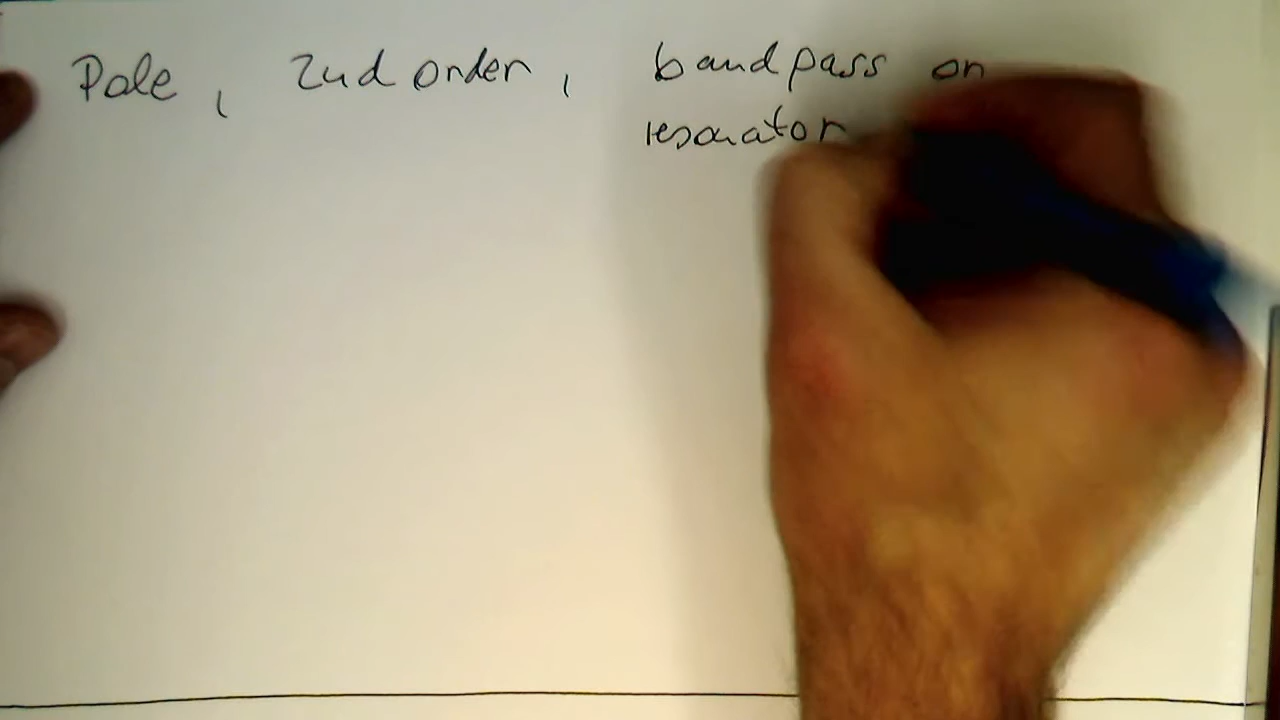 Pole, 2nd order, bandpass or
resonator